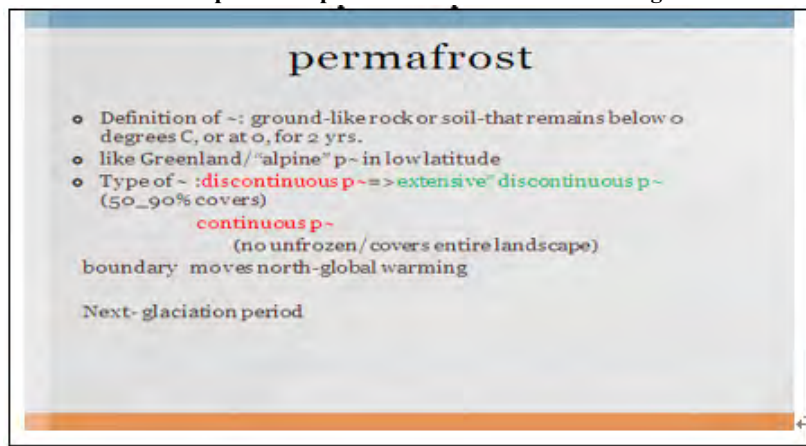 permafrost
Definition of ~: ground-like rock or soil-that remains below 0
degrees C, or at 0, for 2 yrs.
like Greenland/"alpine" p~ in low latitude
Type of ~ :discontinuous p~=>extensive" discontinuous p~
(50_90% covers)
continuous p~
(no unfrozen/covers entire landscape)
boundary moves north-global warming
Next- glaciation period